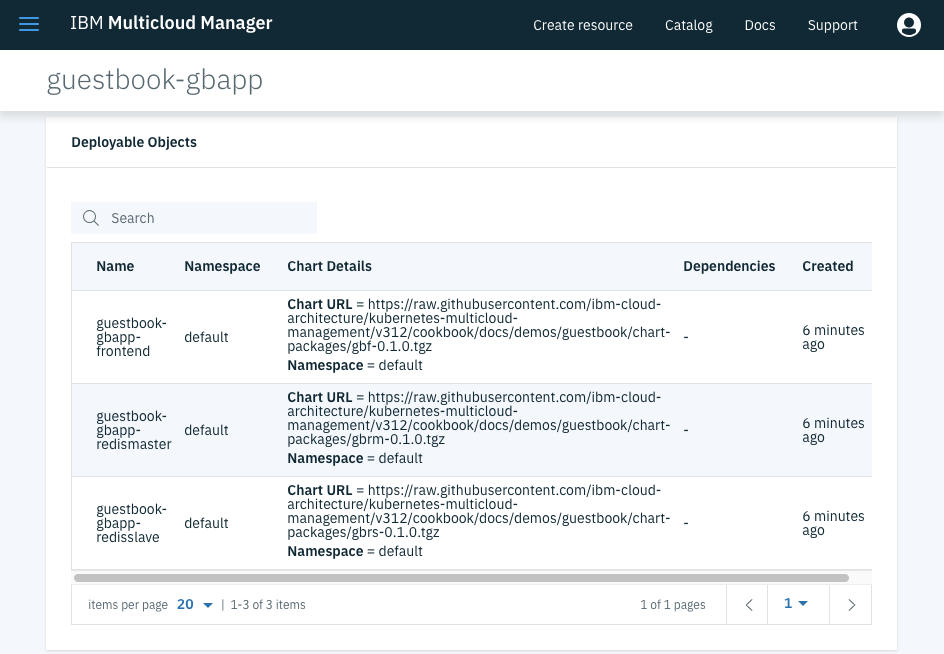 IBM Multicloud Manager
Create resource Catalog Docs Support
guestbook-gbapp
Deployable Objects
Search
Name Namespace Chart Details Dependencies Created
guestbook-
gbapp-
frontend
default
Chart URL = https://raw.githubusercontent.com/ibm-cloud-
architecture/kubernetes-multicloud-
management/v312/cookbook/docs/demos/guestbook/chart-
packages/gbf-0.1.0.tgz
Namespace = default
-
6 minutes
ago
guestbook-
gbapp-
redismaster
default
Chart URL = https://raw.githubusercontent.com/ibm-cloud-
architecture/kubernetes-multicloud-
management/v312/cookbook/docs/demos/guestbook/chart-
packages/gbrm-0.1.0.tgz
Namespace = default
-
6 minutes
ago
guestbook-
gbapp-
redisslave
default
Chart URL = https://raw.githubusercontent.com/ibm-cloud-
architecture/kubernetes-multicloud-
management/v312/cookbook/docs/demos/guestbook/chart-
packages/gbrs-0.1.0.tgz
Namespace = default
-
6 minutes
ago
items per page 20 | 1-3 of 3 items 1 of 1 pages 1